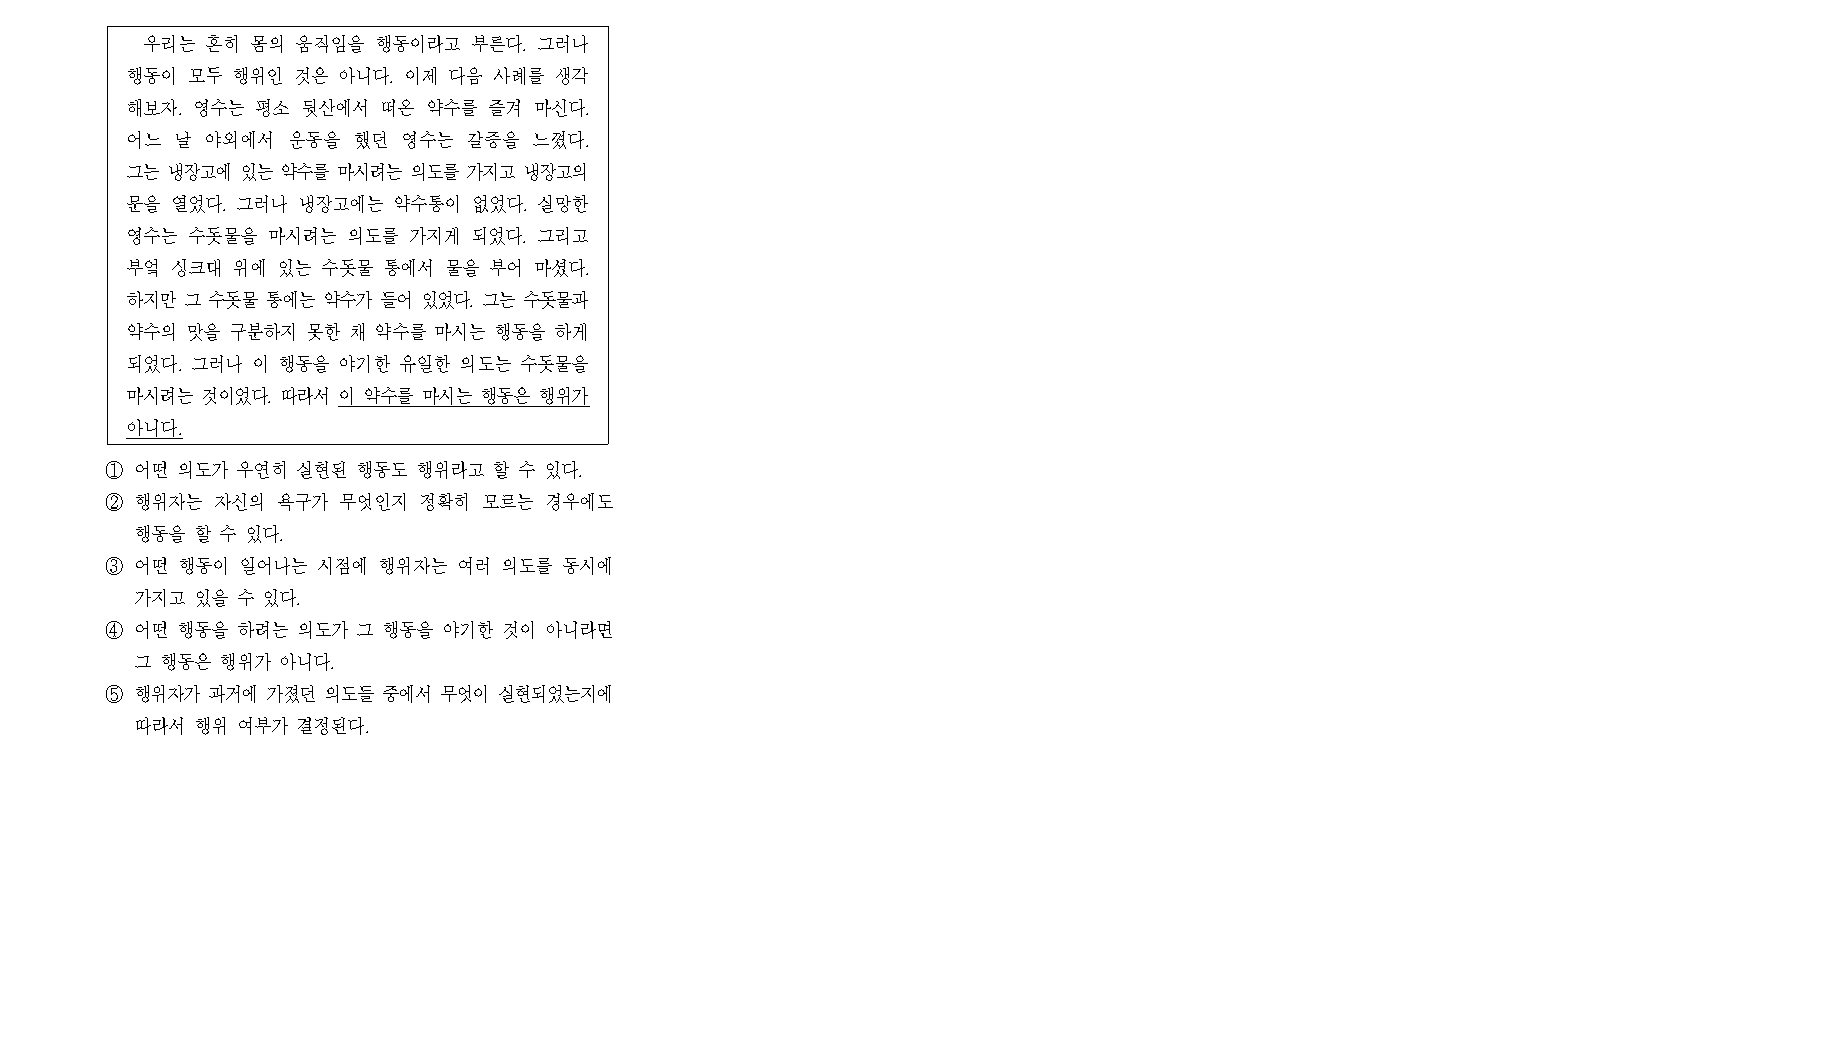 우리는 흔히 몸의 움직임을 행동이라고 부른다. 그러나
행동이 모두 행위인 것은 아니다. 이제 다음 사례를 생각
해보자. 영수는 평소 뒷산에서 떠온 약수를 즐겨 마신다.
어느 날 야외에서 운동을 했던 영수는 갈증을 느꼈다.
그는 냉장고에 있는 약수를 마시려는 의도를 가지고 냉장고의
문을 열었다. 그러나 냉장고에는 약수통이 없었다. 실망한
영수는 수돗물을 마시려는 의도를 가지게 되었다. 그리고
부엌 싱크대 위에 있는 수돗물 통에서 물을 부어 마셨다.
하지만 그 수돗물 통에는 약수가 들어 있었다. 그는 수돗물과
약수의 맛을 구분하지 못한 채 약수를 마시는 행동을 하게
되었다. 그러나 이 행동을 야기한 유일한 의도는 수돗물을
마시려는 것이었다. 따라서 이 약수를 마시는 행동은 행위가
아니다.
① 어떤 의도가 우연히 실현된 행동도 행위라고 할 수 있다.
② 행위자는 자신의 욕구가 무엇인지 정확히 모르는 경우에도
행동을 할 수 있다.
③ 어떤 행동이 일어나는 시점에 행위자는 여러 의도를 동시에
가지고 있을 수 있다.
④ 어떤 행동을 하려는 의도가 그 행동을 야기한 것이 아니라면
그 행동은 행위가 아니다.
⑤ 행위자가 과거에 가졌던 의도들 중에서 무엇이 실현되었는지에
따라서 행위 여부가 결정된다.